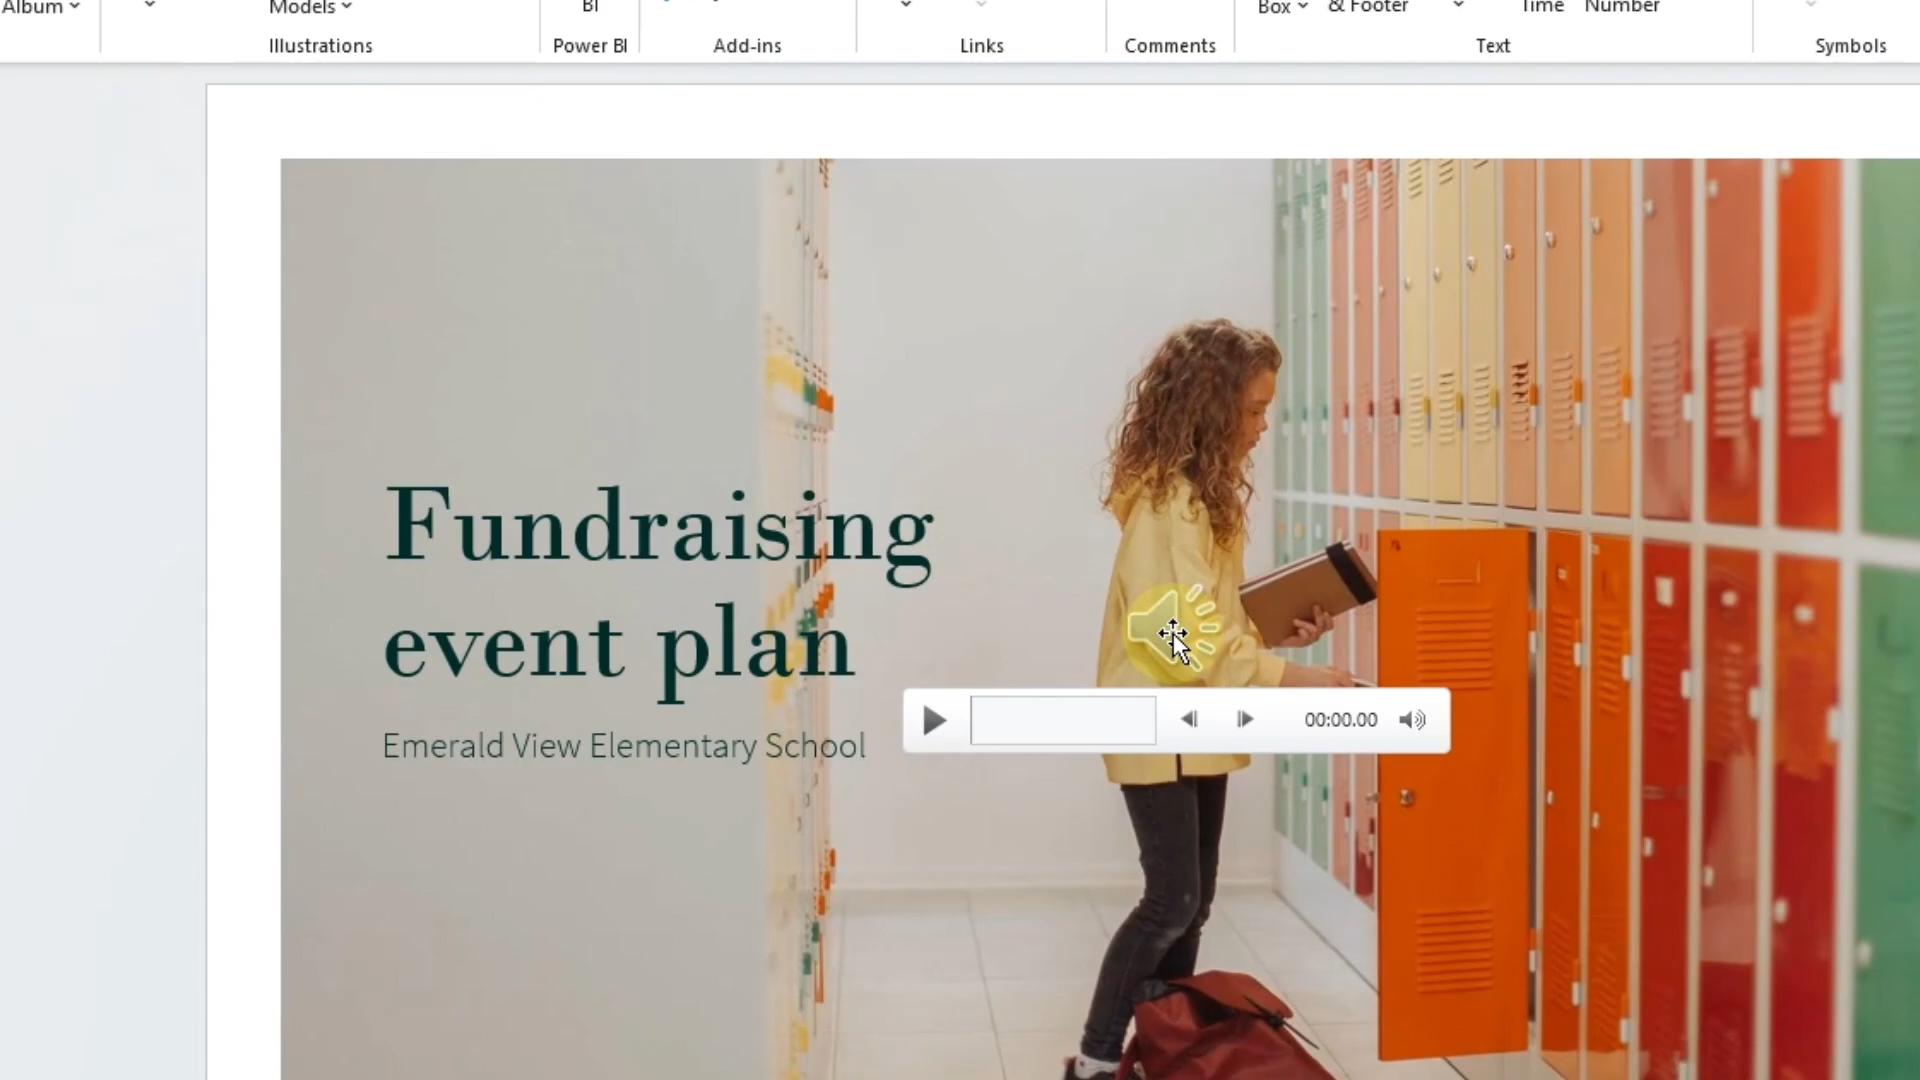 Album
Models
BI
Box
& Footer
Time
Number
Illustrations
Power BI
Add-ins
Links
Comments
Text
Symbols
Fundraising
event plan
Emerald View Elementary School
00:00.00